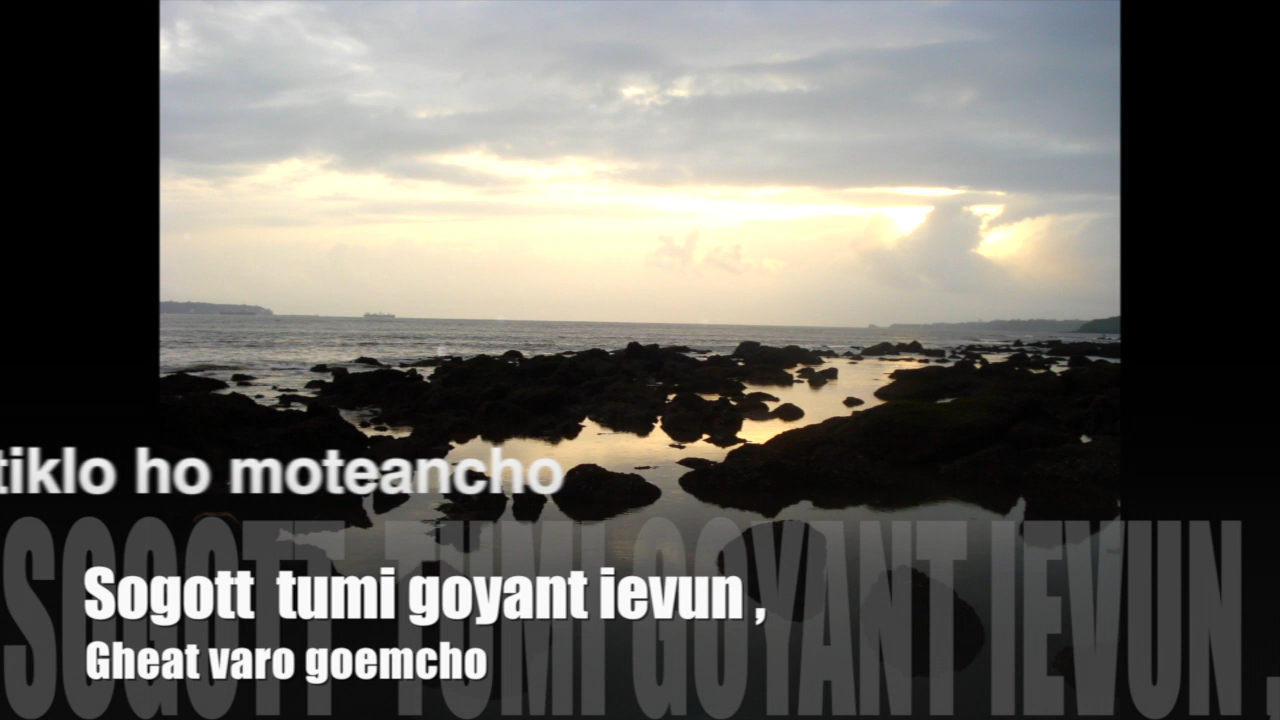 tiklo ho moteancho
SOGOTT TUMI GOYANT IEVUN ,
Sogott tumi goyant ievun ,
Gheat varo goemcho